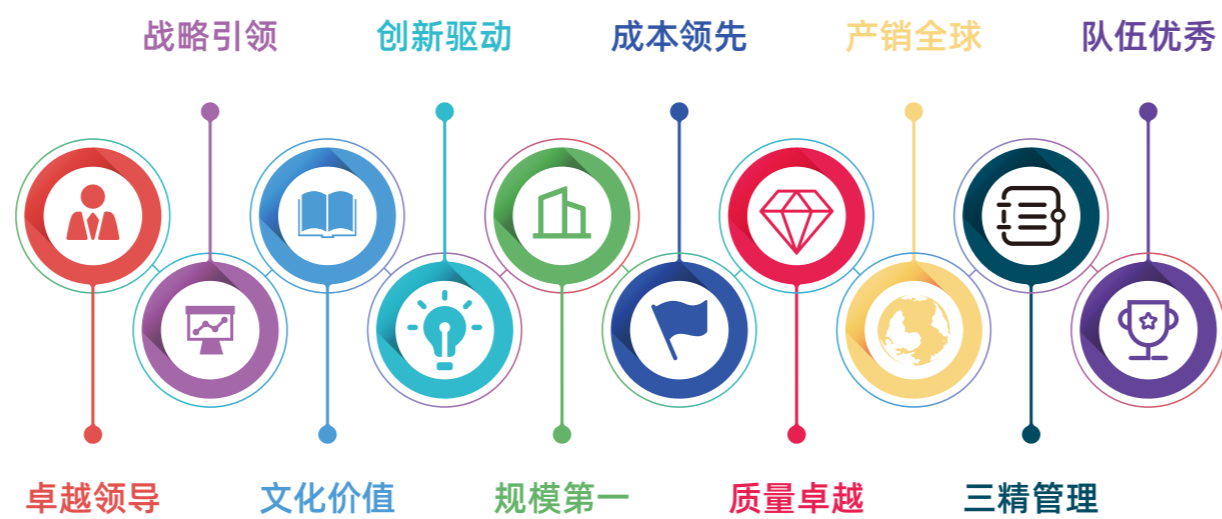 战略引领
创新驱动
成本领先
产销全球
队伍优秀
卓越领导
文化价值
规模第一
质量卓越
三精管理